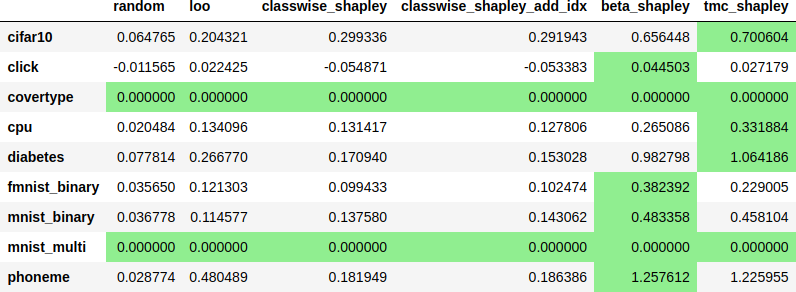 random loo classwise_shapley classwise_shapley_add_idx beta_shapley tmc_shapley
cifar10 0.064765 0.204321 0.299336 0.291943 0.656448 0.700604
click -0.011565 0.022425 -0.054871 -0.053383 0.044503 0.027179
covertype 0.000000 0.000000 0.000000 0.000000 0.000000 0.000000
cpu 0.020484 0.134096 0.131417 0.127806 0.265086 0.331884
diabetes 0.077814 0.266770 0.170940 0.153028 0.982798 1.064186
fmnist_binary 0.035650 0.121303 0.099433 0.102474 0.382392 0.229005
mnist_binary 0.036778 0.114577 0.137580 0.143062 0.483358 0.458104
mnist_multi 0.000000 0.000000 0.000000 0.000000 0.000000 0.000000
phoneme 0.028774 0.480489 0.181949 0.186386 1.257612 1.225955